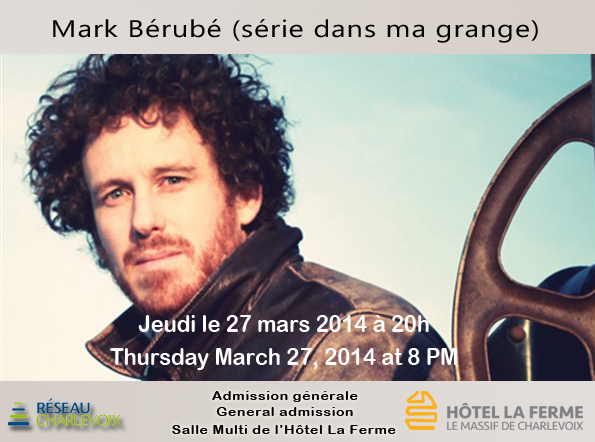 Mark Bérubé (série dans ma grange)
Jeudi le 27 mars 2014 à 20h
Thursday March 27, 2014 at 8 PM
Admission générale
General admission
Salle Multi de l'Hôtel La Ferme
RÉSEAU
CHARLEVOIX
HÔTEL LA FERME
LE MASSIF DE CHARLEVOIX